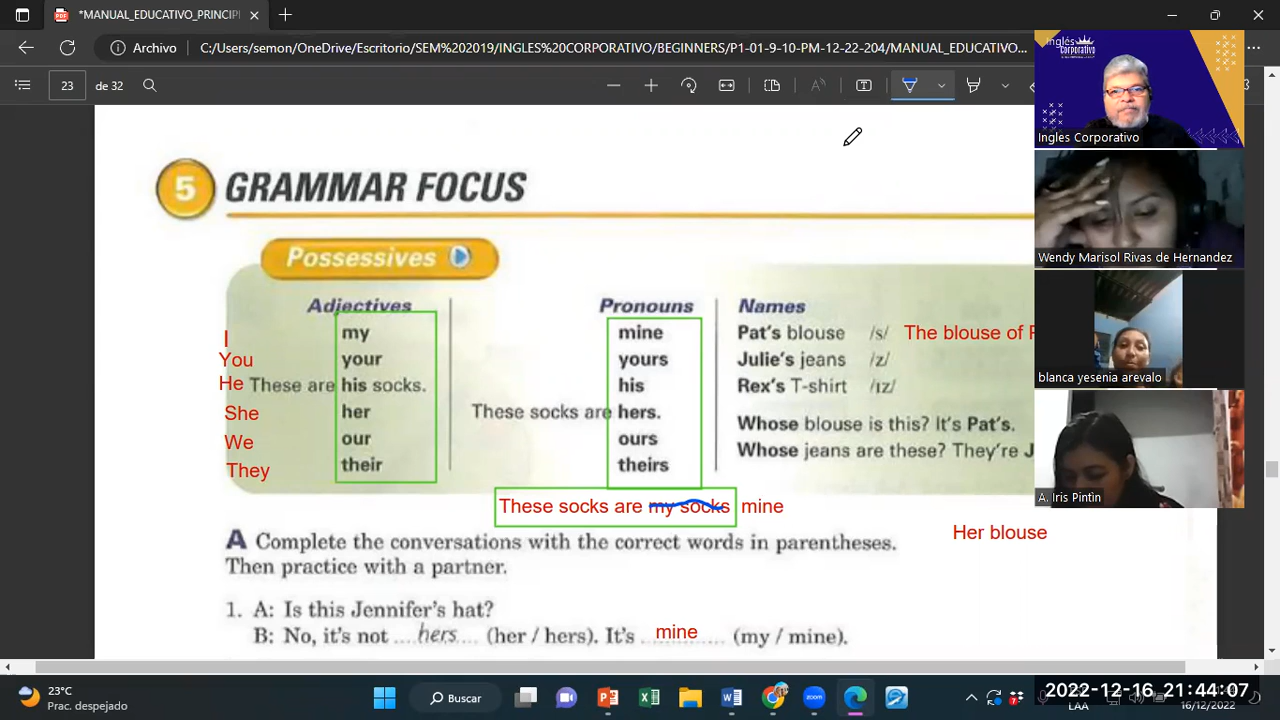 *MANUAL_EDUCATIVO_PRINCIPI
Archivo
C:/Users/semon/OneDrive/Escritorio/SEM%202019/INGLES%20CORPORATIVO/BEGINNERS/P1-01-9-10-PM-12-22-204/MANUAL_EDUCATIVO...
23 de 32
5 GRAMMAR FOCUS
Possessives
Adjectives Pronouns Names
I my mine Pat's blouse /s/ The blouse of P
You your yours Julie's jeans /z/
He These are his socks. his Rex's T-shirt /ɪz/
She her These socks are hers. Whose blouse is this? It's Pat's.
We our ours Whose jeans are these? They're J
They their theirs
These socks are my socks mine
Her blouse
A Complete the conversations with the correct words in parentheses.
Then practice with a partner.
1. A: Is this Jennifer's hat?
B: No, it's not ....hers.... (her / hers). It's mine (my / mine).
Inglés
Corporativo
Ingles Corporativo
Wendy Marisol Rivas de Hernandez
blanca yesenia arevalo
A. Iris Pintin
23°C
Prac. despejado
Buscar
LAA
2022-12-16 21:44:07
16/12/2022